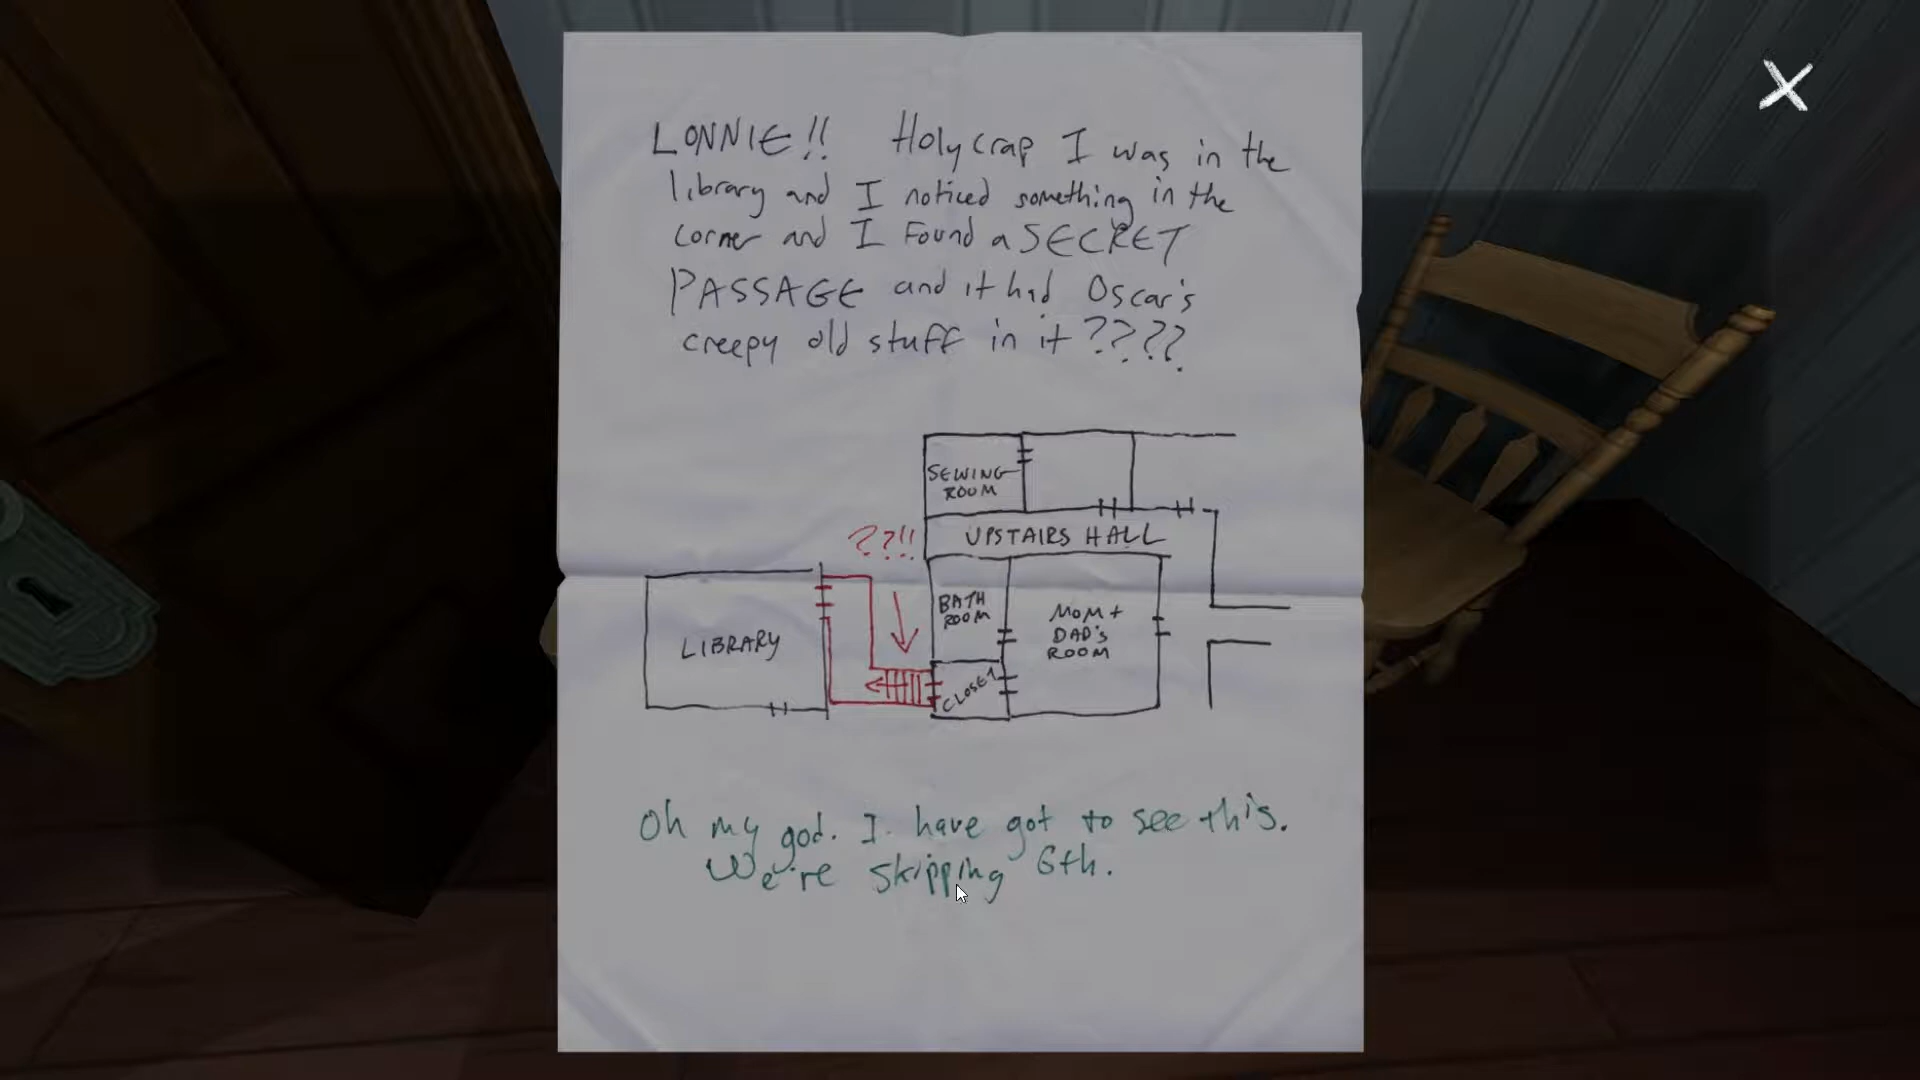 LONNIE!! Holy crap I was in the
library and I noticed something in the
corner and I Found a SECRET
PASSAGE and it had Oscar's
creepy old stuff in it????
SEWING
ROOM
UPSTAIRS HALL
??!!
BATH
ROOM
MOM +
DAD'S
ROOM
LIBRARY
CLOSET
Oh my god. I have got to see this.
We're skipping 6th.